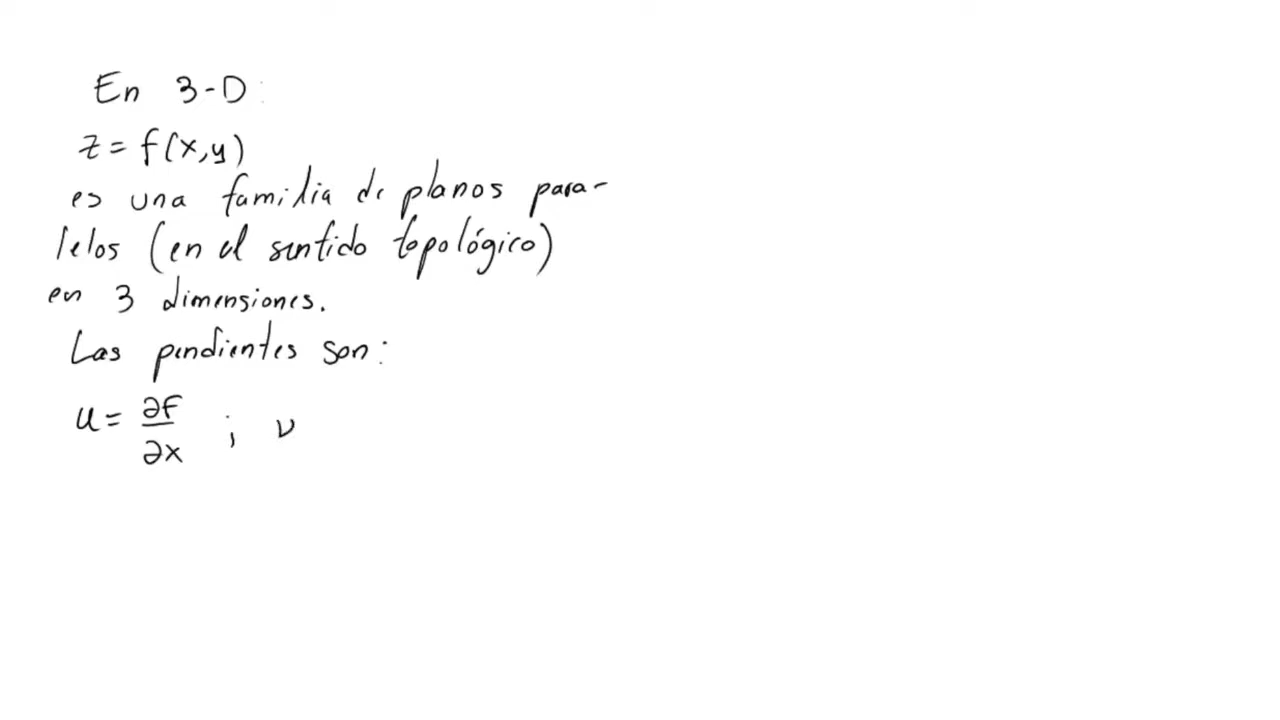 En 3-D:
z = f(x,y)
es una familia de planos para-
lelos (en el sentido topológico)
en 3 dimensiones.
Las pendientes son:
u = ∂f/∂x ; v